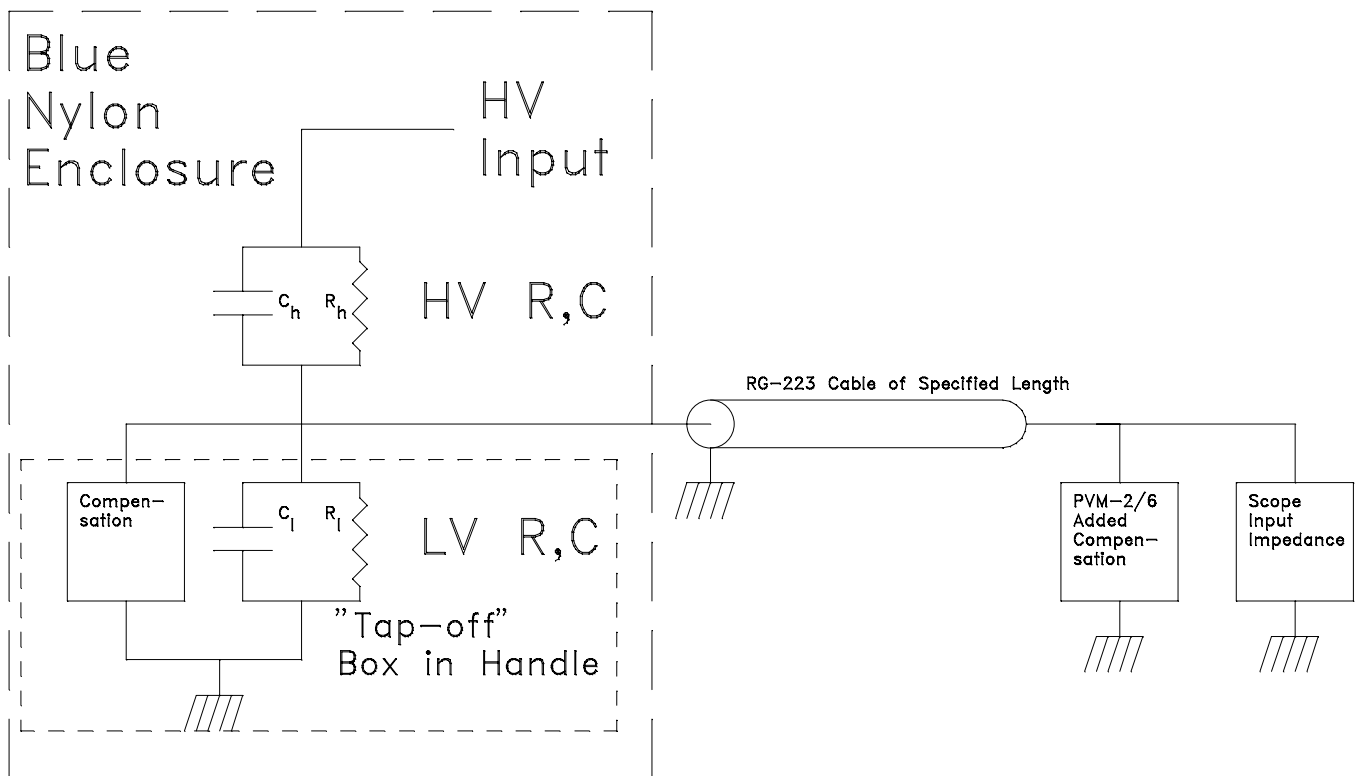 Blue
Nylon
Enclosure
HV
Input
Ch
Rh
HV R,C
RG-223 Cable of Specified Length
Compen-
sation
Cl
Rl
LV R,C
"Tap-off"
Box in Handle
PVM-2/6
Added
Compen-
sation
Scope
Input
Impedance